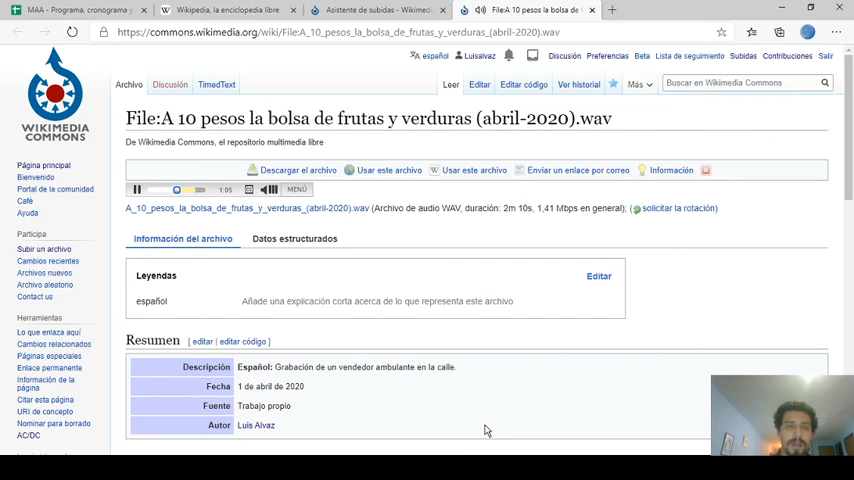 MAA - Programa, cronograma y
Wikipedia, la enciclopedia libre
Asistente de subidas - Wikimed
File:A 10 pesos la bolsa de f
https://commons.wikimedia.org/wiki/File:A_10_pesos_la_bolsa_de_frutas_y_verduras_(abril-2020).wav
español Luisalvaz Discusión Preferencias Beta Lista de seguimiento Subidas Contribuciones Salir
Archivo Discusión TimedText Leer Editar Editar código Ver historial Más Buscar en Wikimedia Commons
WIKIMEDIA
COMMONS
File:A 10 pesos la bolsa de frutas y verduras (abril-2020).wav
De Wikimedia Commons, el repositorio multimedia libre
Descargar el archivo Usar este archivo Usar este archivo Enviar un enlace por correo Información
1:05 MENÚ
A_10_pesos_la_bolsa_de_frutas_y_verduras_(abril-2020).wav (Archivo de audio WAV, duración: 2m 10s, 1,41 Mbps en general); (solicitar la rotación)
Información del archivo Datos estructurados
Leyendas Editar
español Añade una explicación corta acerca de lo que representa este archivo
Resumen [ editar | editar código ]
Descripción Español: Grabación de un vendedor ambulante en la calle.
Fecha 1 de abril de 2020
Fuente Trabajo propio
Autor Luis Alvaz
Página principal
Bienvenido
Portal de la comunidad
Café
Ayuda
Participa
Subir un archivo
Cambios recientes
Archivos nuevos
Archivo aleatorio
Contact us
Herramientas
Lo que enlaza aquí
Cambios relacionados
Páginas especiales
Enlace permanente
Información de la
página
Citar esta página
URI de concepto
Nominar para borrado
AC/DC